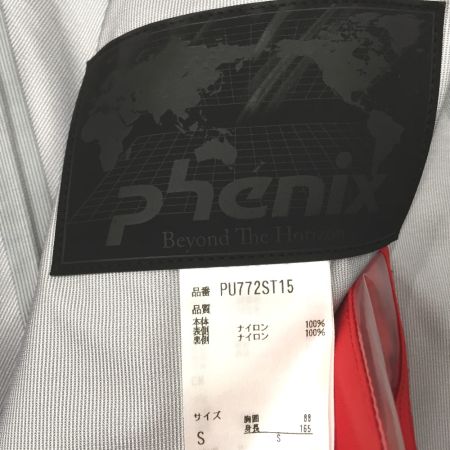 phenix
Beyond The Horizon
品番 PU772ST15
品質
本体
表側 ナイロン 100%
裏側 ナイロン 100%
サイズ 胸囲 88
身長 165
S S